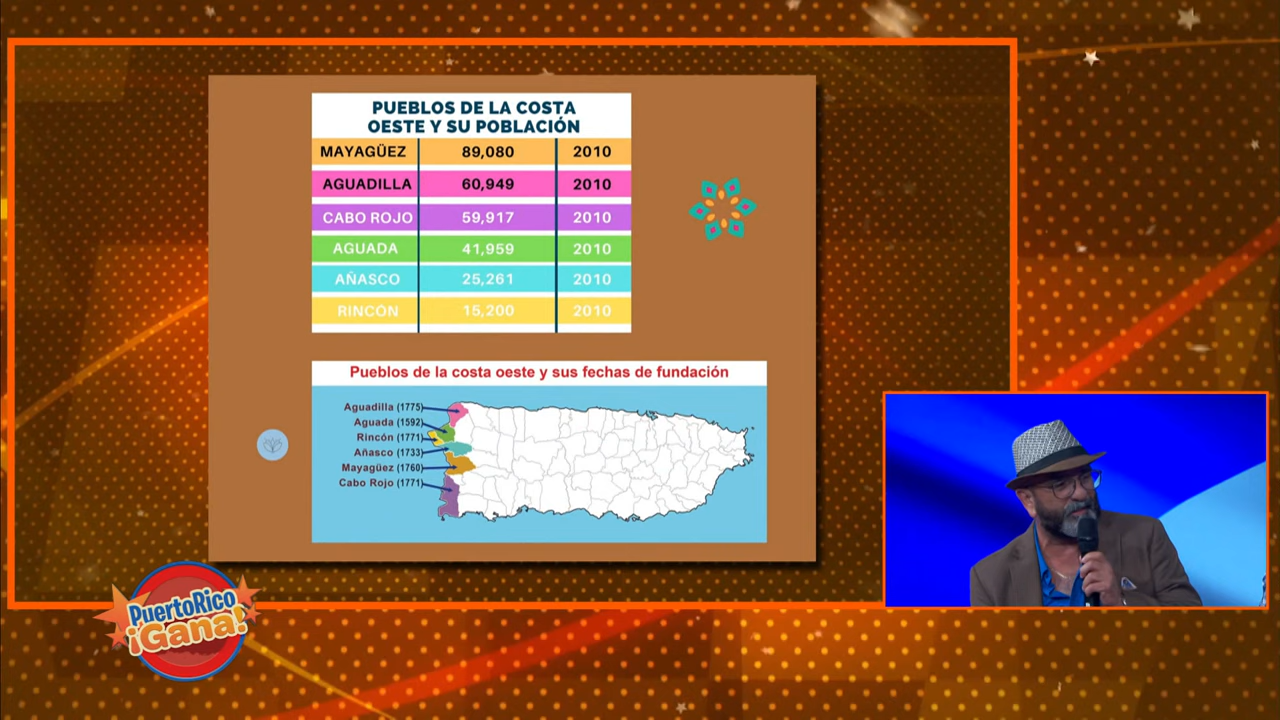 PUEBLOS DE LA COSTA
OESTE Y SU POBLACIÓN
MAYAGÜEZ 89,080 2010
AGUADILLA 60,949 2010
CABO ROJO 59,917 2010
AGUADA 41,959 2010
AÑASCO 25,261 2010
RINCÓN 15,200 2010
Pueblos de la costa oeste y sus fechas de fundación
Aguadilla (1775)
Aguada (1592)
Rincón (1771)
Añasco (1733)
Mayagüez (1760)
Cabo Rojo (1771)
PuertoRico
¡Gana!